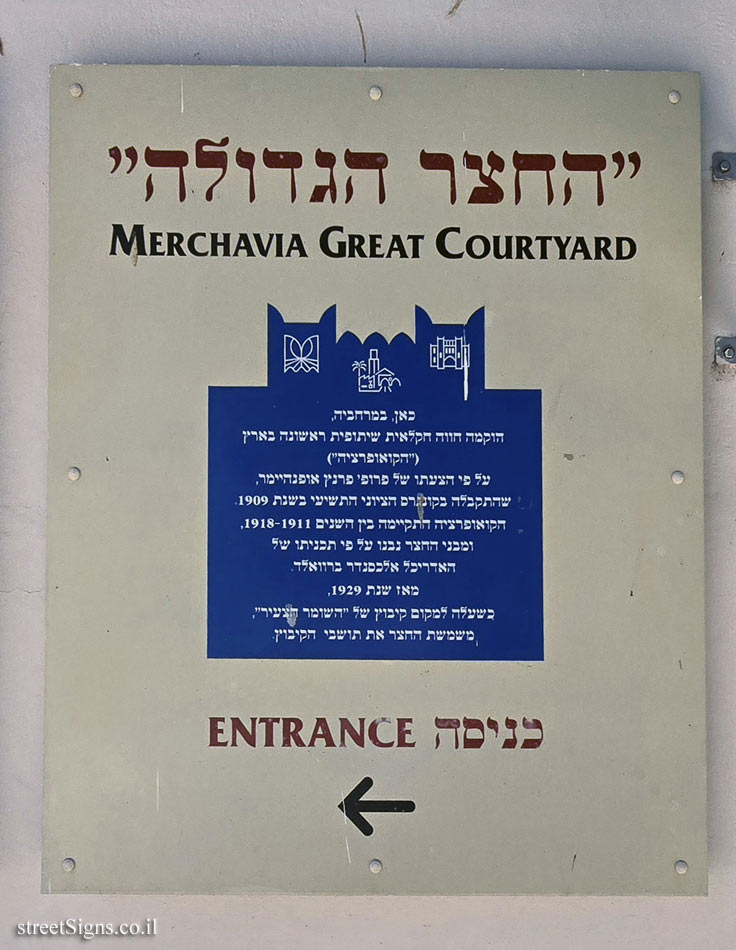 "החצר הגדולה"
MERCHAVIA GREAT COURTYARD
כאן, במרחביה,
הוקמה חווה חקלאית שיתופית ראשונה בארץ
("הקואופרציה")
על פי הצעתו של פרופ' פרנץ אופנהיימר,
שהתקבלה בקונגרס הציוני התשיעי בשנת 1909.
הקואופרציה התקיימה בין השנים 1918-1911,
ומבני החצר נבנו על פי תכניתו של
האדריכל אלכסנדר ברוואלד.
מאז שנת 1929,
כשעלה למקום קיבוץ של "השומר הצעיר",
משמשת החצר את תושבי הקיבוץ.
ENTRANCE כניסה
streetSigns.co.il